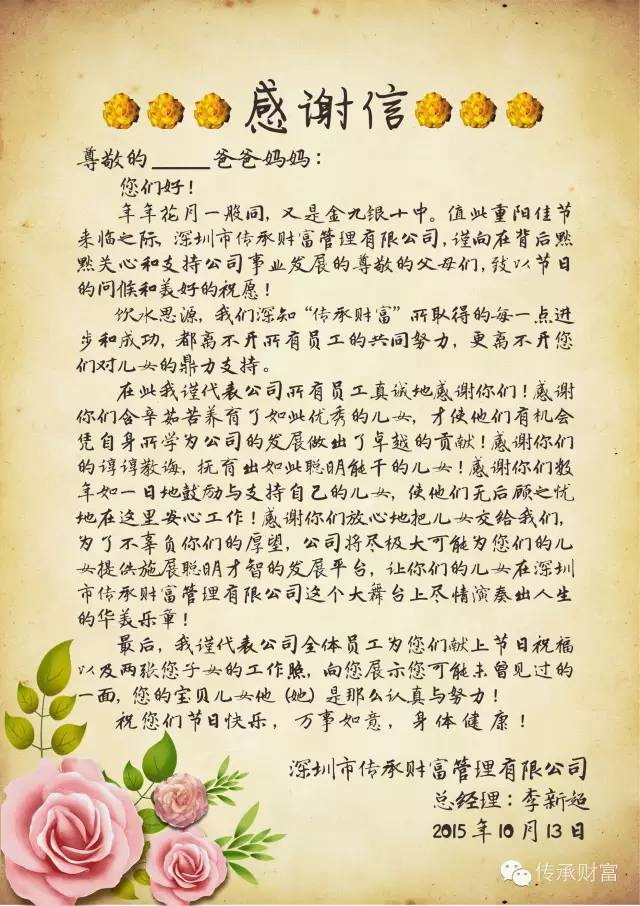 感谢信
尊敬的_____爸爸妈妈：
您们好！
年年花月一般同，又是金九银十中。值此重阳佳节
来临之际、深圳市传承财富管理有限公司，谨向在背后默
默关心和支持公司事业发展的尊敬的父母们，致以节日
的问候和美好的祝愿！
饮水思源，我们深知“传承财富”所取得的每一点进
步和成功，都离不开所有员工的共同努力，更离不开您
们对儿女的鼎力支持。
在此我谨代表公司所有员工真诚地感谢你们！感谢
你们含辛茹苦养育了如此优秀的儿女，才使他们有机会
凭自身所学为公司的发展做出了卓越的贡献！感谢你们
的谆谆教诲，抚育出如此聪明能干的儿女！感谢你们数
年如一日地鼓励与支持自己的儿女，使他们无后顾之忧
地在这里安心工作！感谢你们放心地把儿女交给我们，
为了不辜负你们的厚望，公司将尽极大可能为您们的儿
女提供施展聪明才智的发展平台，让你们的儿女在深圳
市传承财富管理有限公司这个大舞台上尽情演奏出人生
的华美乐章！
最后，我谨代表公司全体员工为您们献上节日祝福
以及两张您子女的工作照，向您展示您可能未曾见过的
一面，您的宝贝儿女他（她）是那么认真与努力！
祝您们节日快乐，万事如意，身体健康！
深圳市传承财富管理有限公司
总经理：李新超
2015年10月13日
传承财富